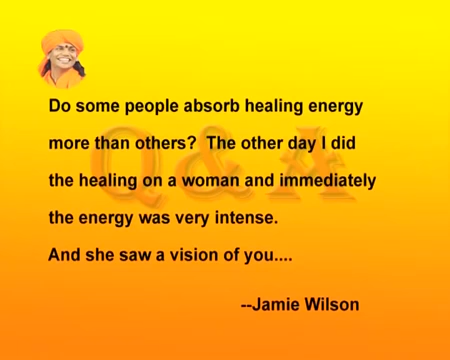 Q & A
Do some people absorb healing energy
more than others? The other day I did
the healing on a woman and immediately
the energy was very intense.
And she saw a vision of you....
--Jamie Wilson